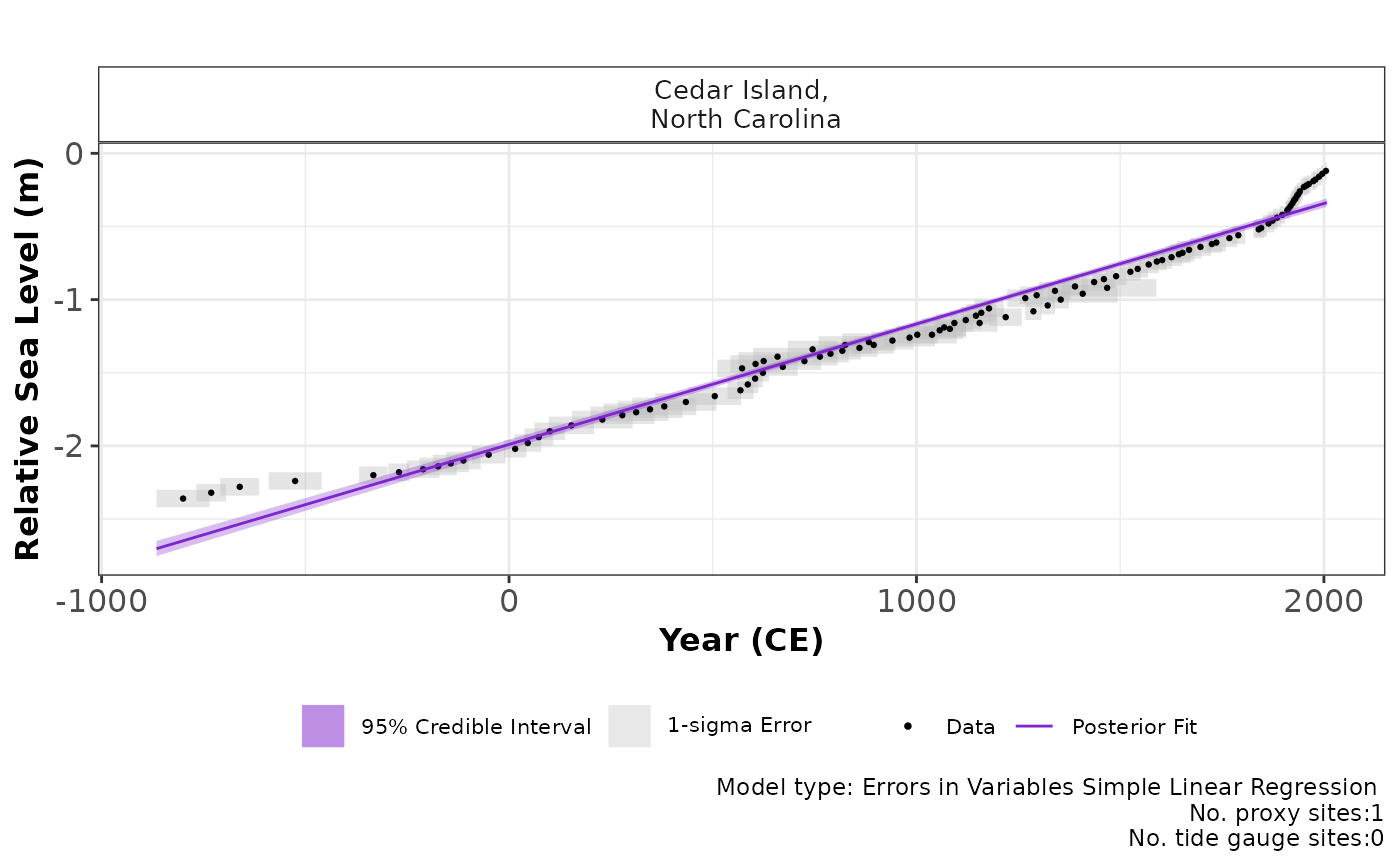 Cedar Island,
North Carolina
Relative Sea Level (m)
0
-1
-2
-1000
0
1000
2000
Year (CE)
95% Credible Interval
1-sigma Error
Data
Posterior Fit
Model type: Errors in Variables Simple Linear Regression
No. proxy sites:1
No. tide gauge sites:0